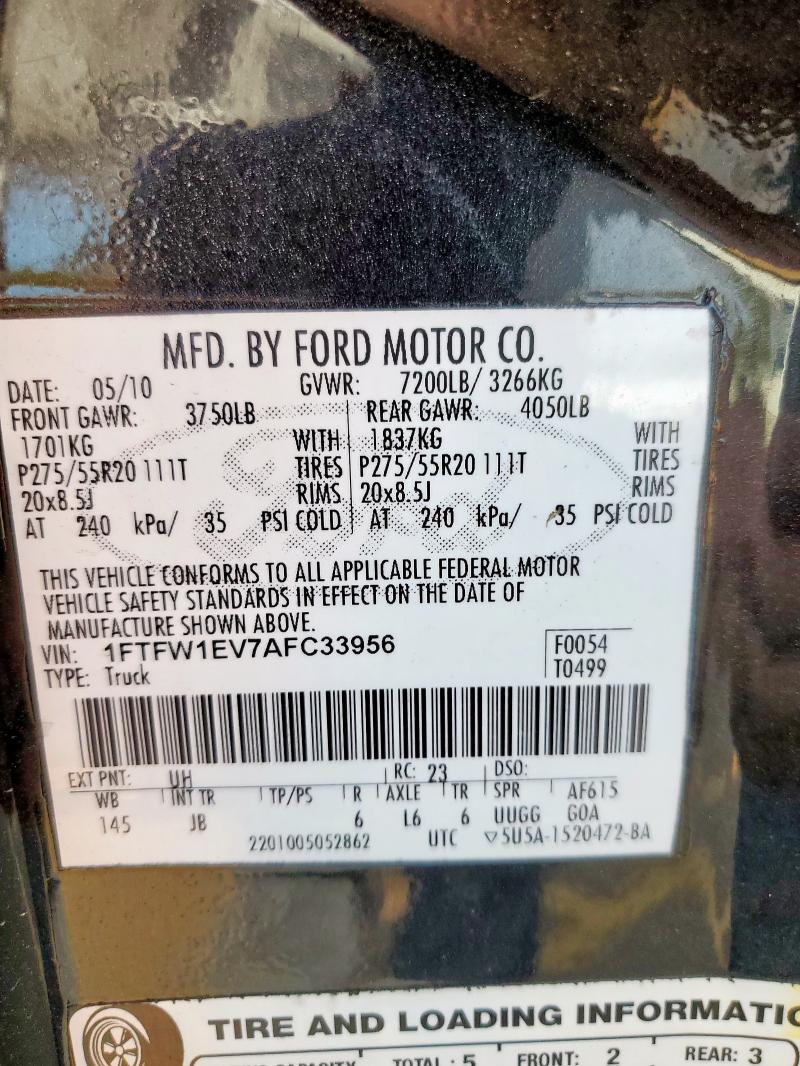 MFD. BY FORD MOTOR CO.
DATE: 05/10 GVWR: 7200LB/ 3266KG
FRONT GAWR: 3750LB REAR GAWR: 4050LB
1701KG WITH 1837KG WITH
P275/55R20 111T TIRES P275/55R20 111T TIRES
20x8.5J RIMS 20x8.5J RIMS
AT 240 kPa/ 35 PSI COLD AT 240 kPa/ 35 PSI COLD
THIS VEHICLE CONFORMS TO ALL APPLICABLE FEDERAL MOTOR
VEHICLE SAFETY STANDARDS IN EFFECT ON THE DATE OF
MANUFACTURE SHOWN ABOVE.
VIN: 1FTFW1EV7AFC33956 F0054
TYPE: Truck T0499
EXT PNT: UH RC: 23 DSO:
WB INT TR TP/PS R AXLE TR SPR AF615
145 JB 6 L6 6 UUGG GOA
2201005052862 UTC ▽5U5A-1520472-BA
TIRE AND LOADING INFORMATIO
TOTAL : 5 FRONT: 2 REAR: 3